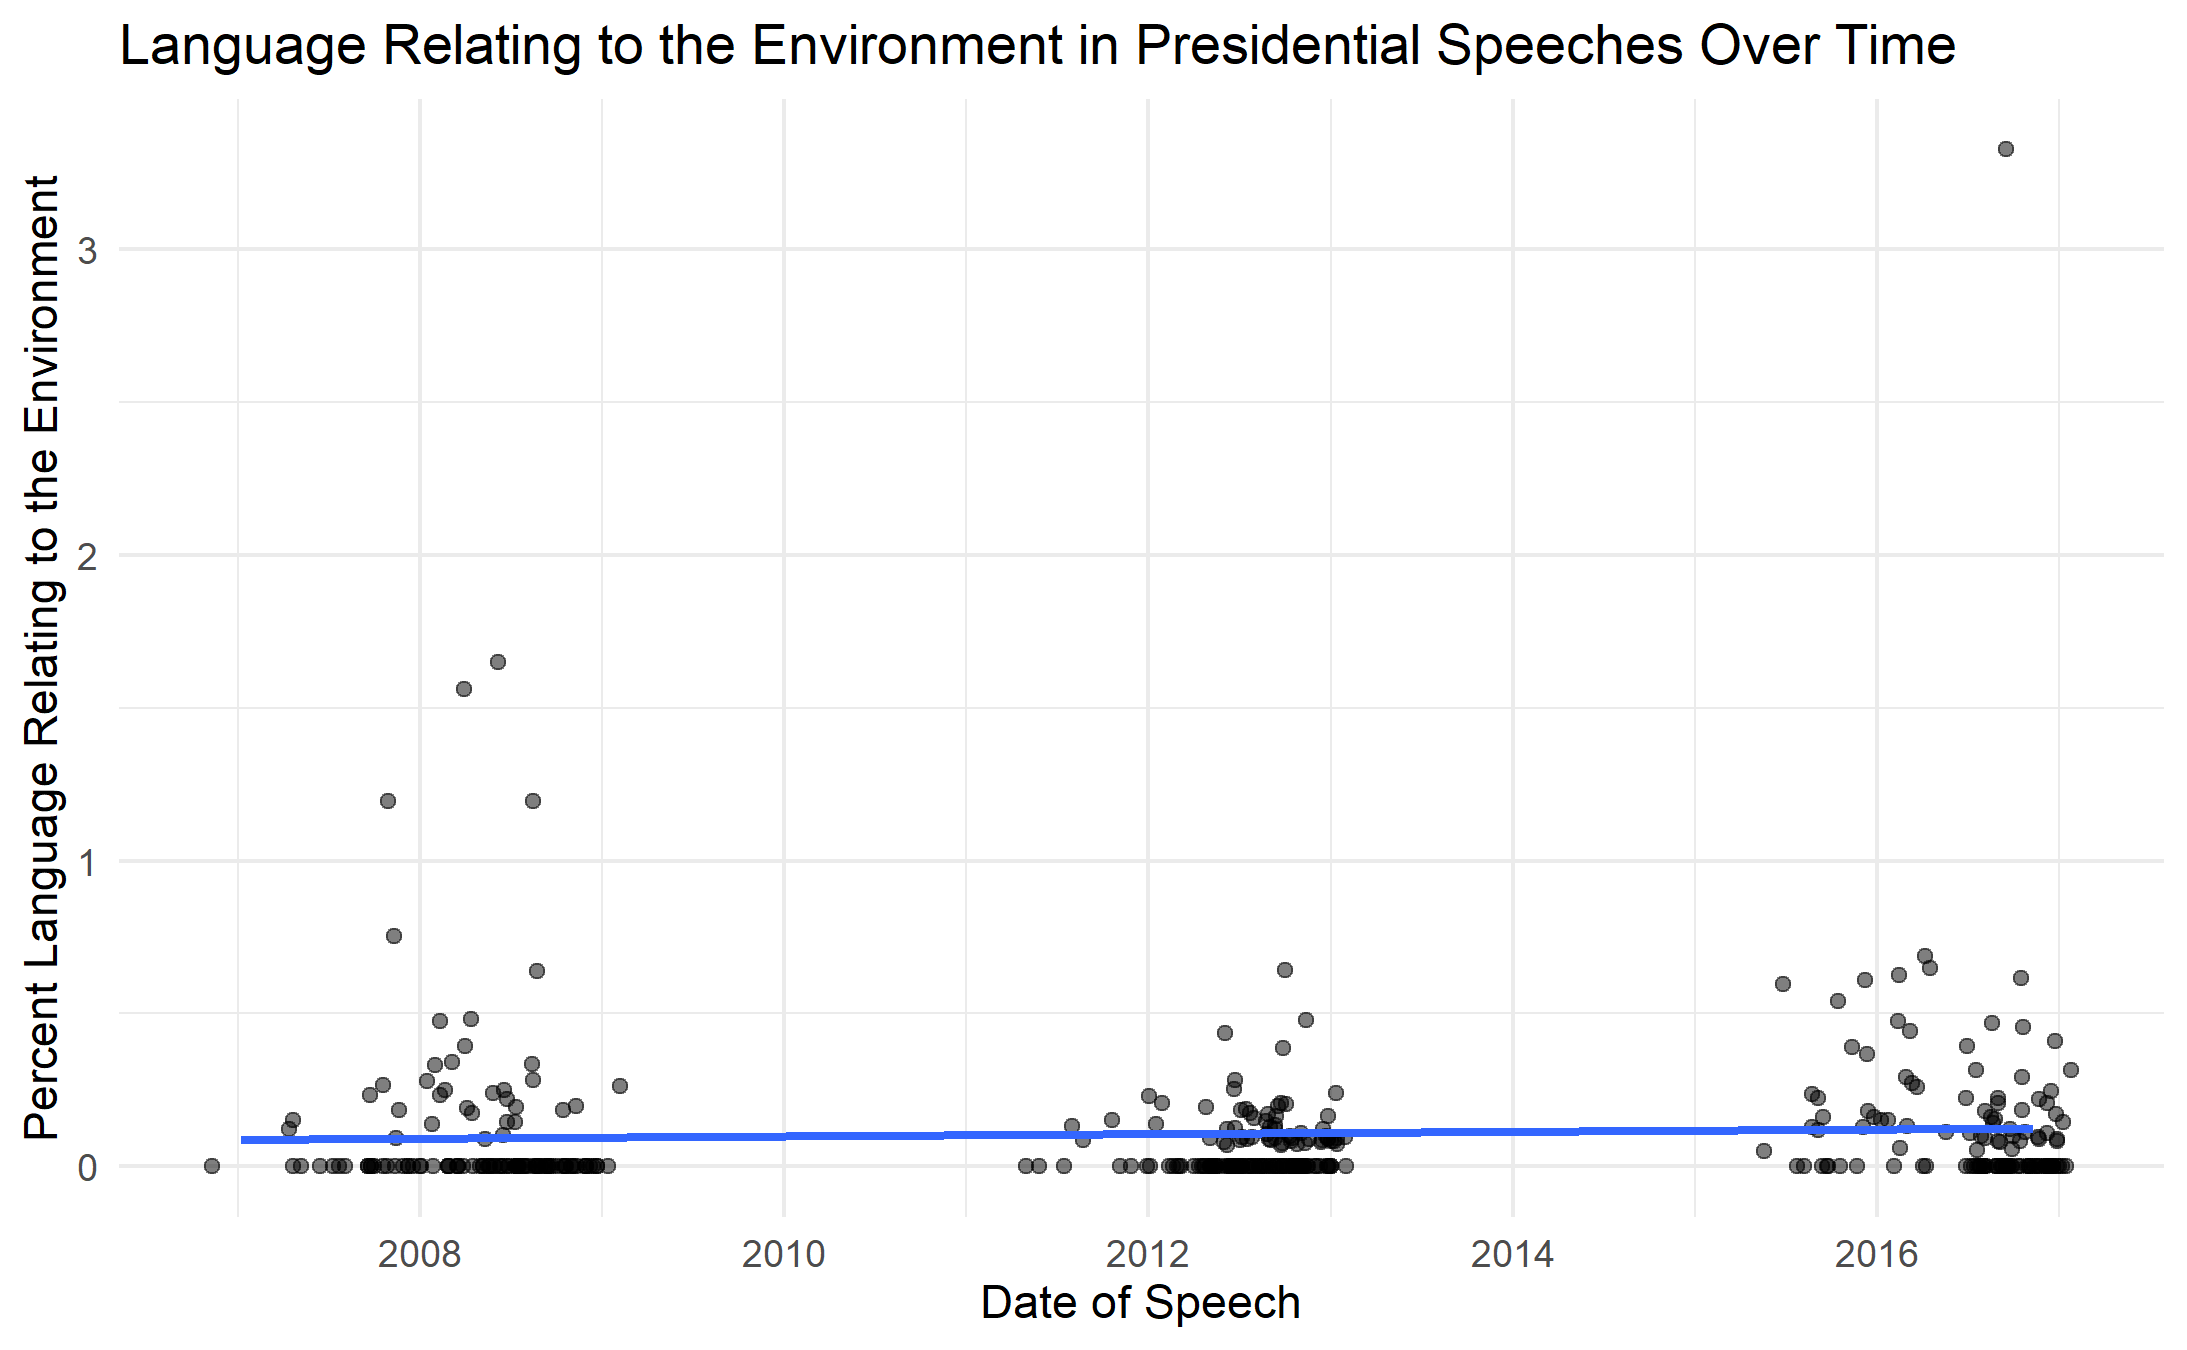 Language Relating to the Environment in Presidential Speeches Over Time
Percent Language Relating to the Environment
3
2
1
0
2008 2010 2012 2014 2016
Date of Speech